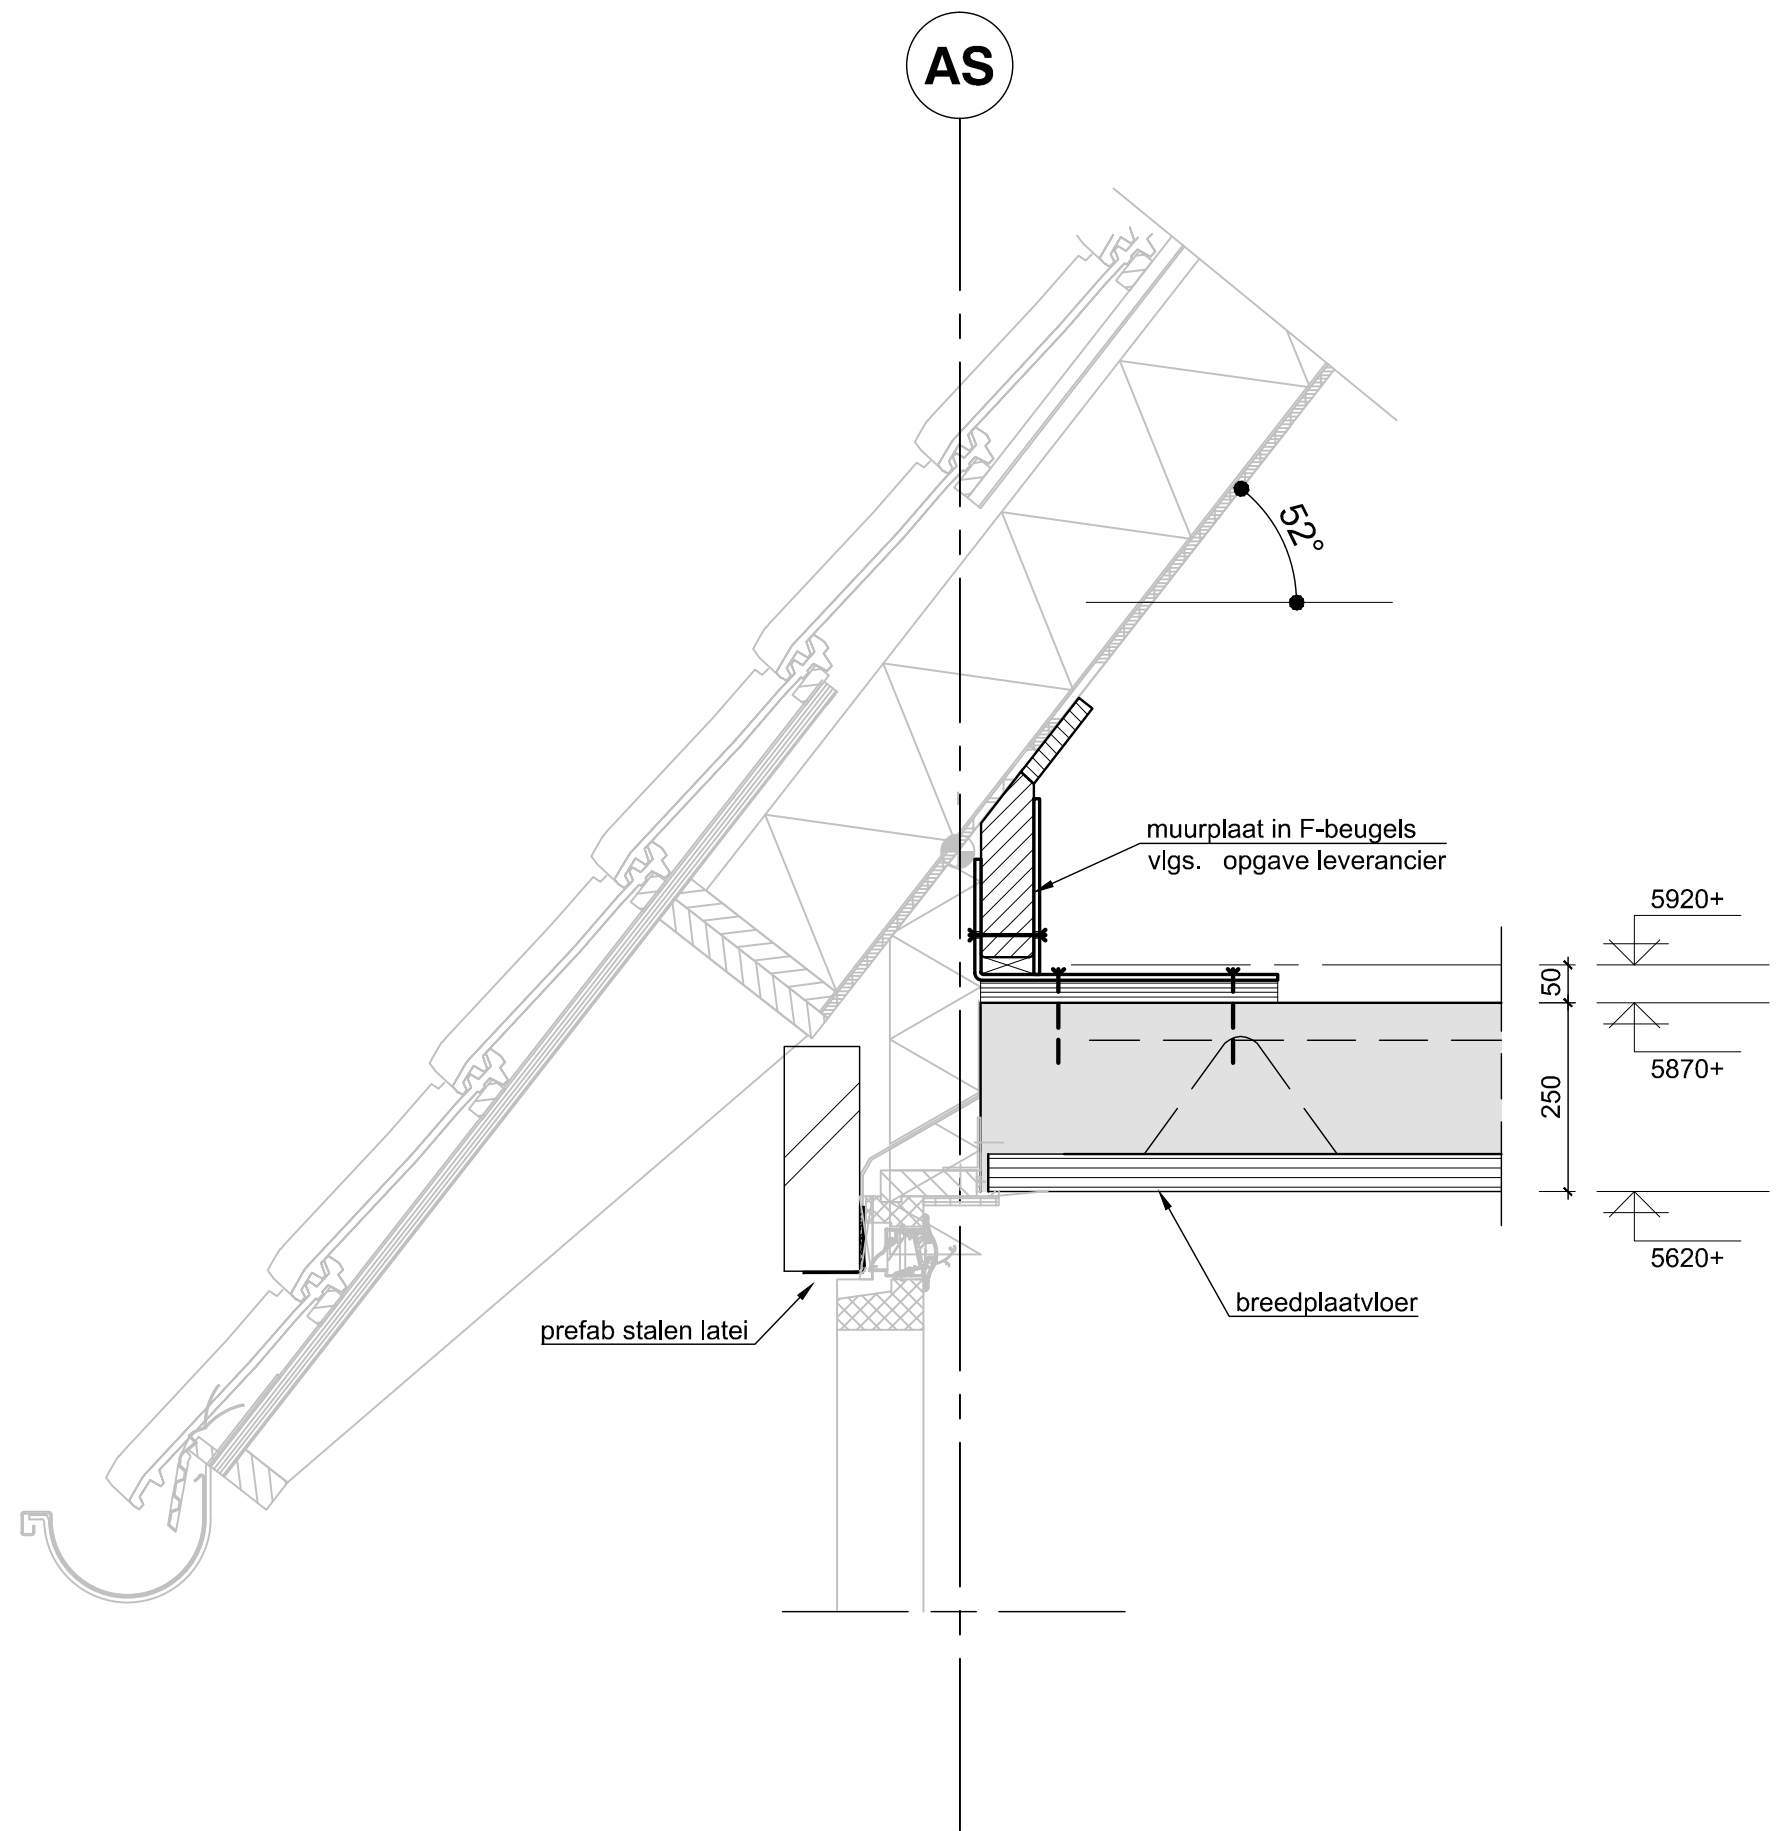 AS
52°
muurplaat in F-beugels
vlgs. opgave leverancier
5920+
50
5870+
250
5620+
breedplaatvloer
prefab stalen latei